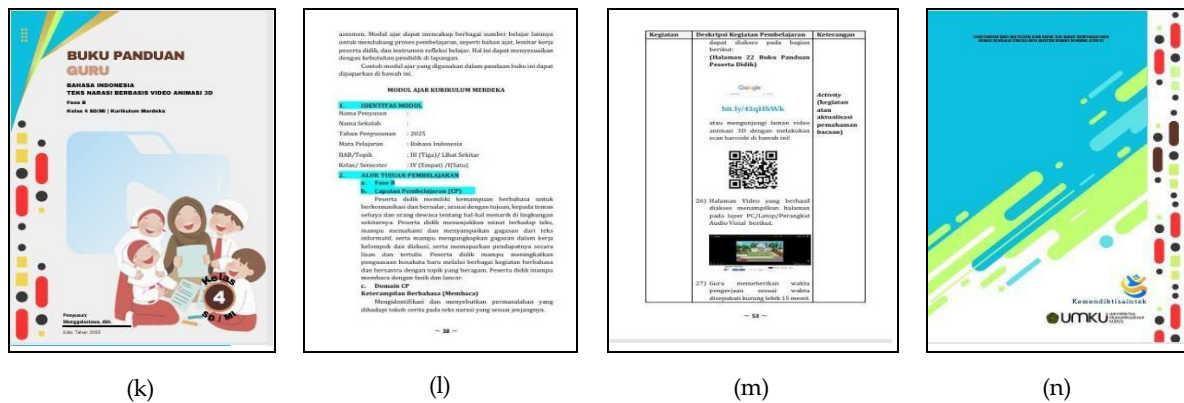 BUKU PANDUAN
GURU
BAHASA INDONESIA
TEKS NARASI BERBASIS VIDEO ANIMASI 3D
Fase B
Kelas 4 SD/MI | Kurikulum Merdeka
Kelas
4
SD / MI
Penyusun:
Edisi Tahun 2025
(k)
asesmen. Modul ajar dapat mencakup berbagai sumber belajar lainnya
untuk mendukung proses pembelajaran, seperti bahan ajar, lembar kerja
peserta didik, dan instrumen refleksi belajar. Hal ini dapat menyesuaikan
dengan kebutuhan pendidik di lapangan.
Contoh modul ajar yang digunakan dalam panduan buku ini dapat
dipaparkan di bawah ini.
MODUL AJAR KURIKULUM MERDEKA
1. IDENTITAS MODUL
Nama Penyusun :
Nama Sekolah :
Tahun Penyusunan : 2025
Mata Pelajaran : Bahasa Indonesia
BAB/Topik : III (Tiga)/ Lihat Sekitar
Kelas/ Semester : IV (Empat) /I(Satu)
2. ALUR TUJUAN PEMBELAJARAN
a. Fase B
b. Capaian Pembelajaran (CP)
Peserta didik memiliki kemampuan berbahasa untuk
berkomunikasi dan bernalar, sesuai dengan tujuan, kepada teman
sebaya dan orang dewasa tentang hal-hal menarik di lingkungan
sekitarnya. Peserta didik menunjukkan minat terhadap teks,
mampu memahami dan menyampaikan gagasan dari teks
informatif, serta mampu mengungkapkan gagasan dalam kerja
kelompok dan diskusi, serta memaparkan pendapatnya secara
lisan dan tertulis. Peserta didik mampu meningkatkan
penguasaan kosakata baru melalui berbagai kegiatan berbahasa
dan bersastra dengan topik yang beragam. Peserta didik mampu
membaca dengan fasih dan lancar.
c. Domain CP
Keterampilan Berbahasa (Membaca)
Mengidentifikasi dan menyebutkan permasalahan yang
dihadapi tokoh cerita pada teks narasi yang sesuai jenjangnya.
~ 38 ~
(l)
Kegiatan Deskripsi Kegiatan Pembelajaran Keterangan
dapat diakses pada bagian
berikut:
(Halaman 22 Buku Panduan
Peserta Didik)
Google
bit.ly/45qHbWk
atau mengunjungi laman video
animasi 3D dengan melakukan
scan barcode di bawah ini!
Activity
(kegiatan
atau
aktualisasi
pemahaman
bacaan)
26) Halaman Video yang berhasil
diakses menampilkan halaman
pada layer PC/Latop/Perangkat
Audio Visial berikut.
27) Guru memeberikan waktu
pengerjaan sesuai waktu
disepakati kurang lebih 15 menit.
~ 53 ~
(m)
Kemendiktisaintek
UMKU
(n)